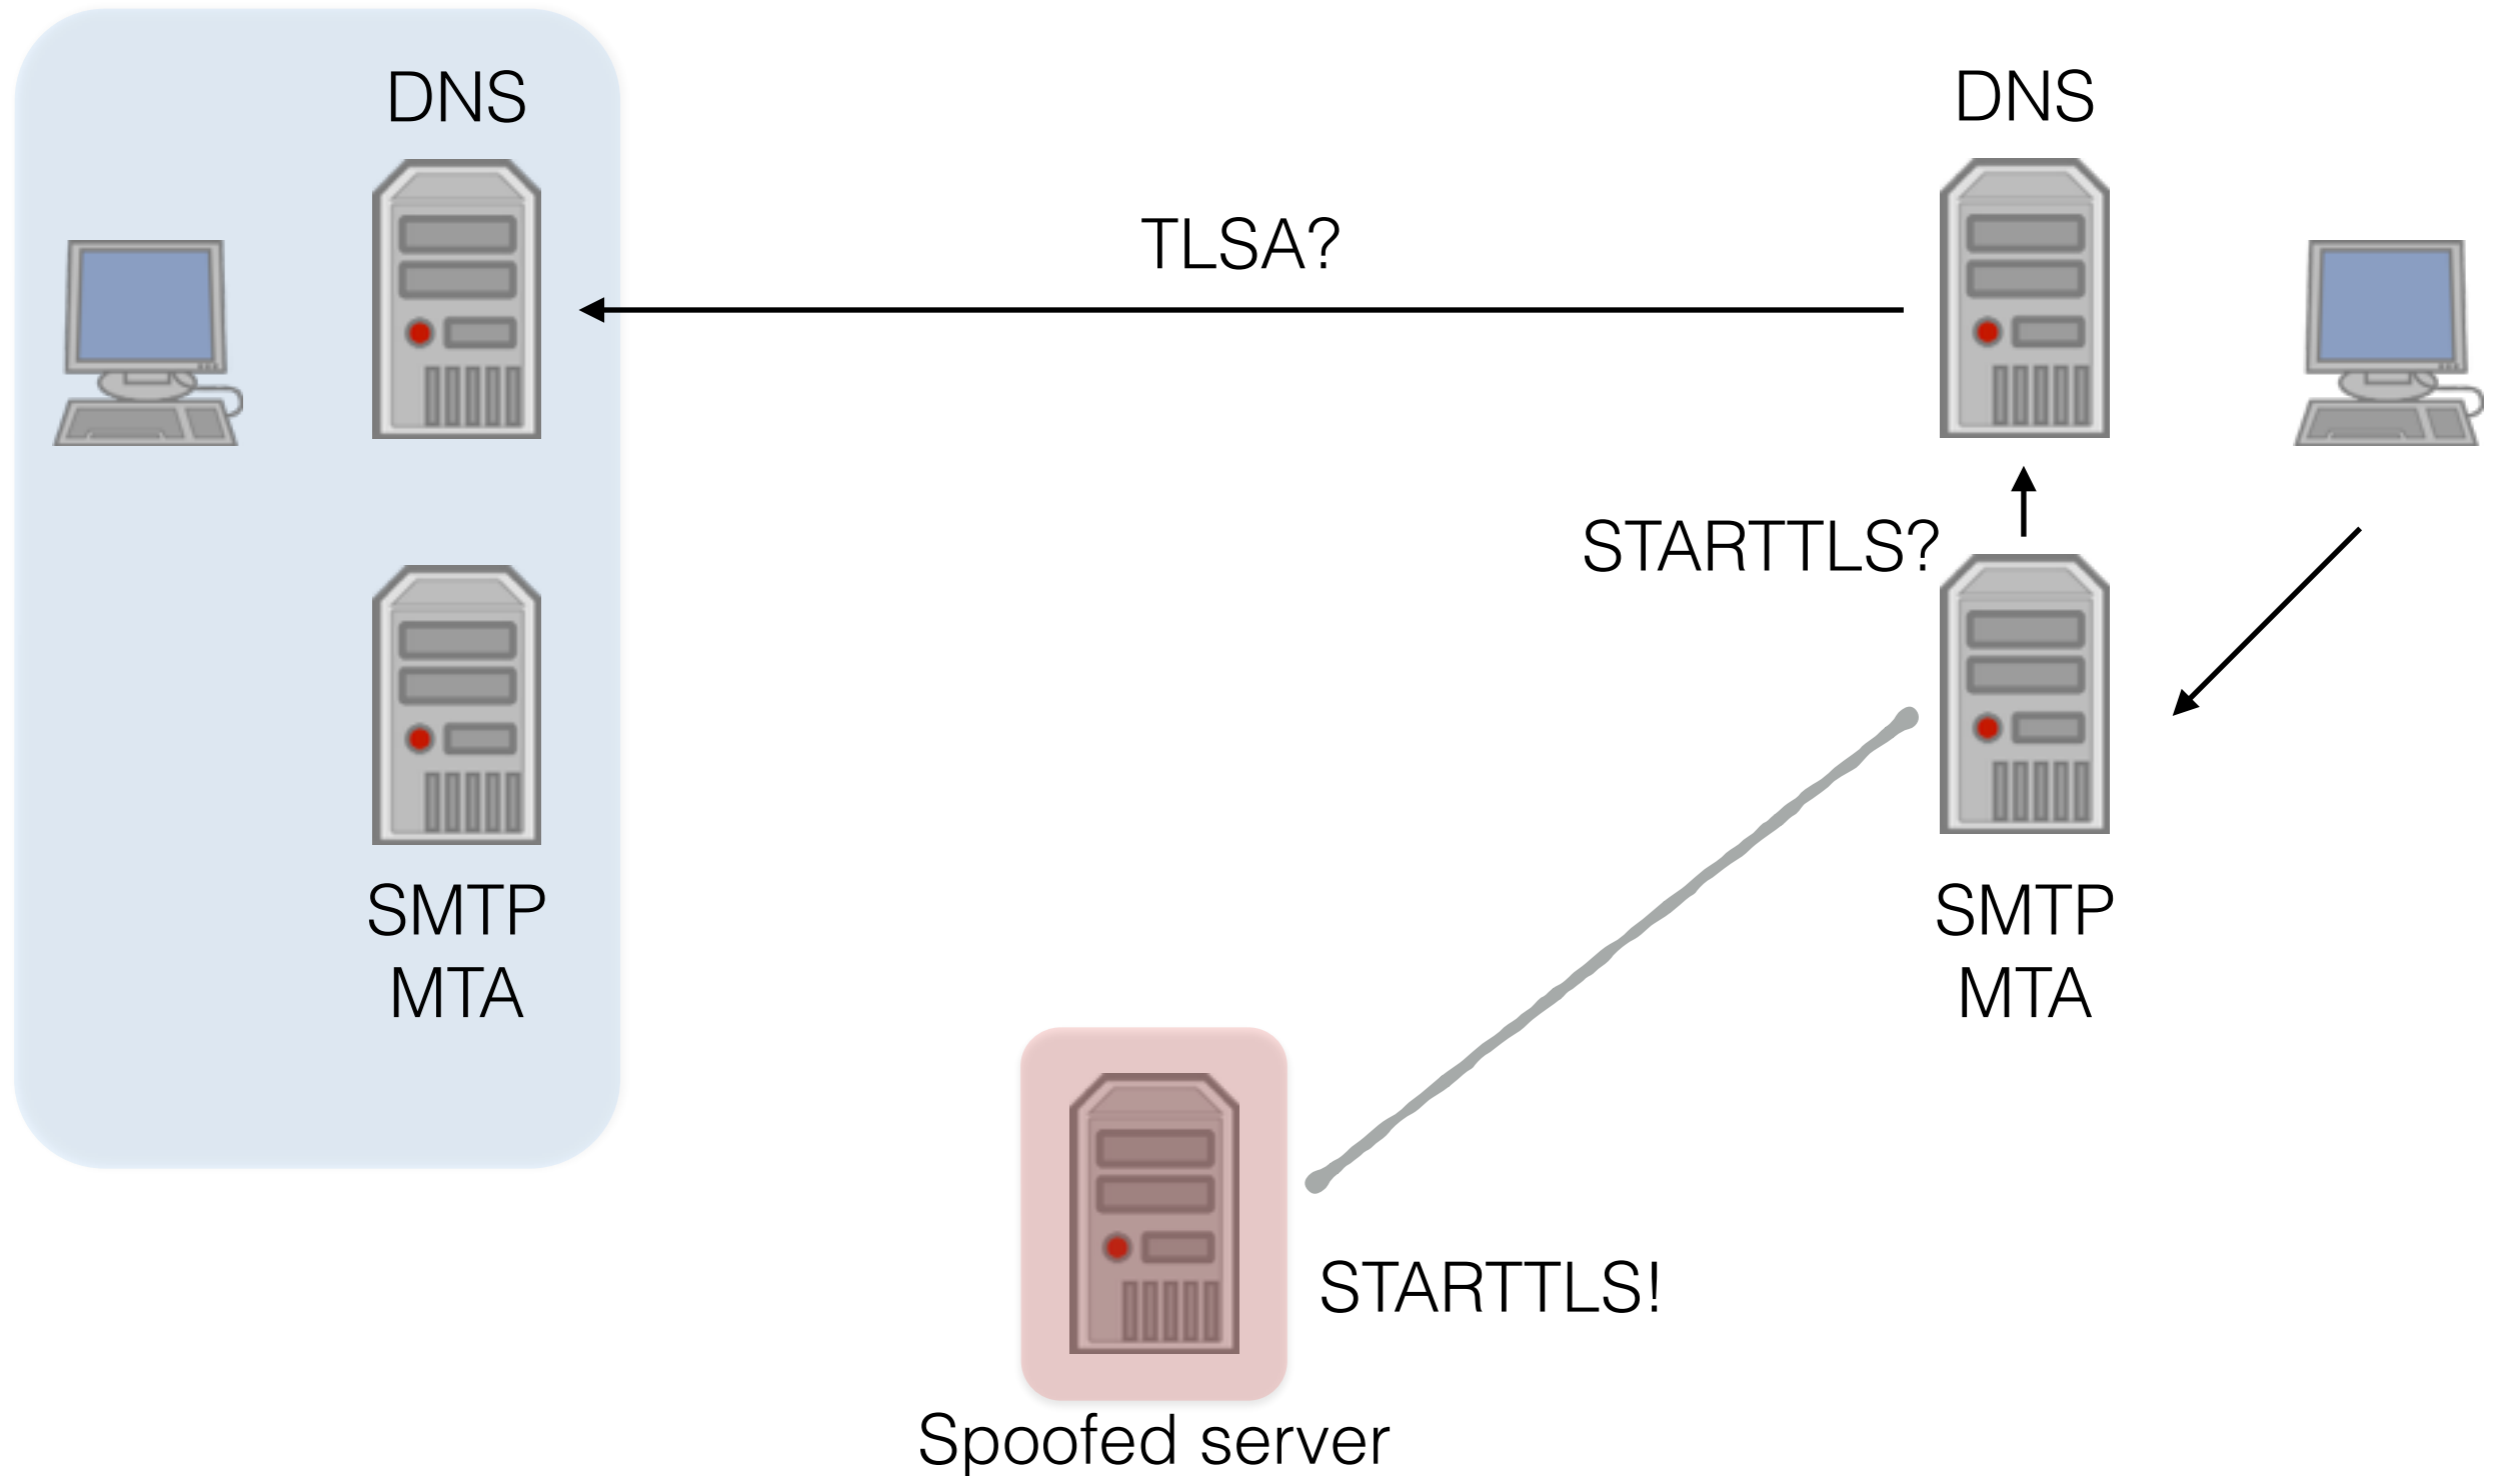 DNS
DNS
TLSA?
STARTTLS?
SMTP
MTA
SMTP
MTA
STARTTLS!
Spoofed server